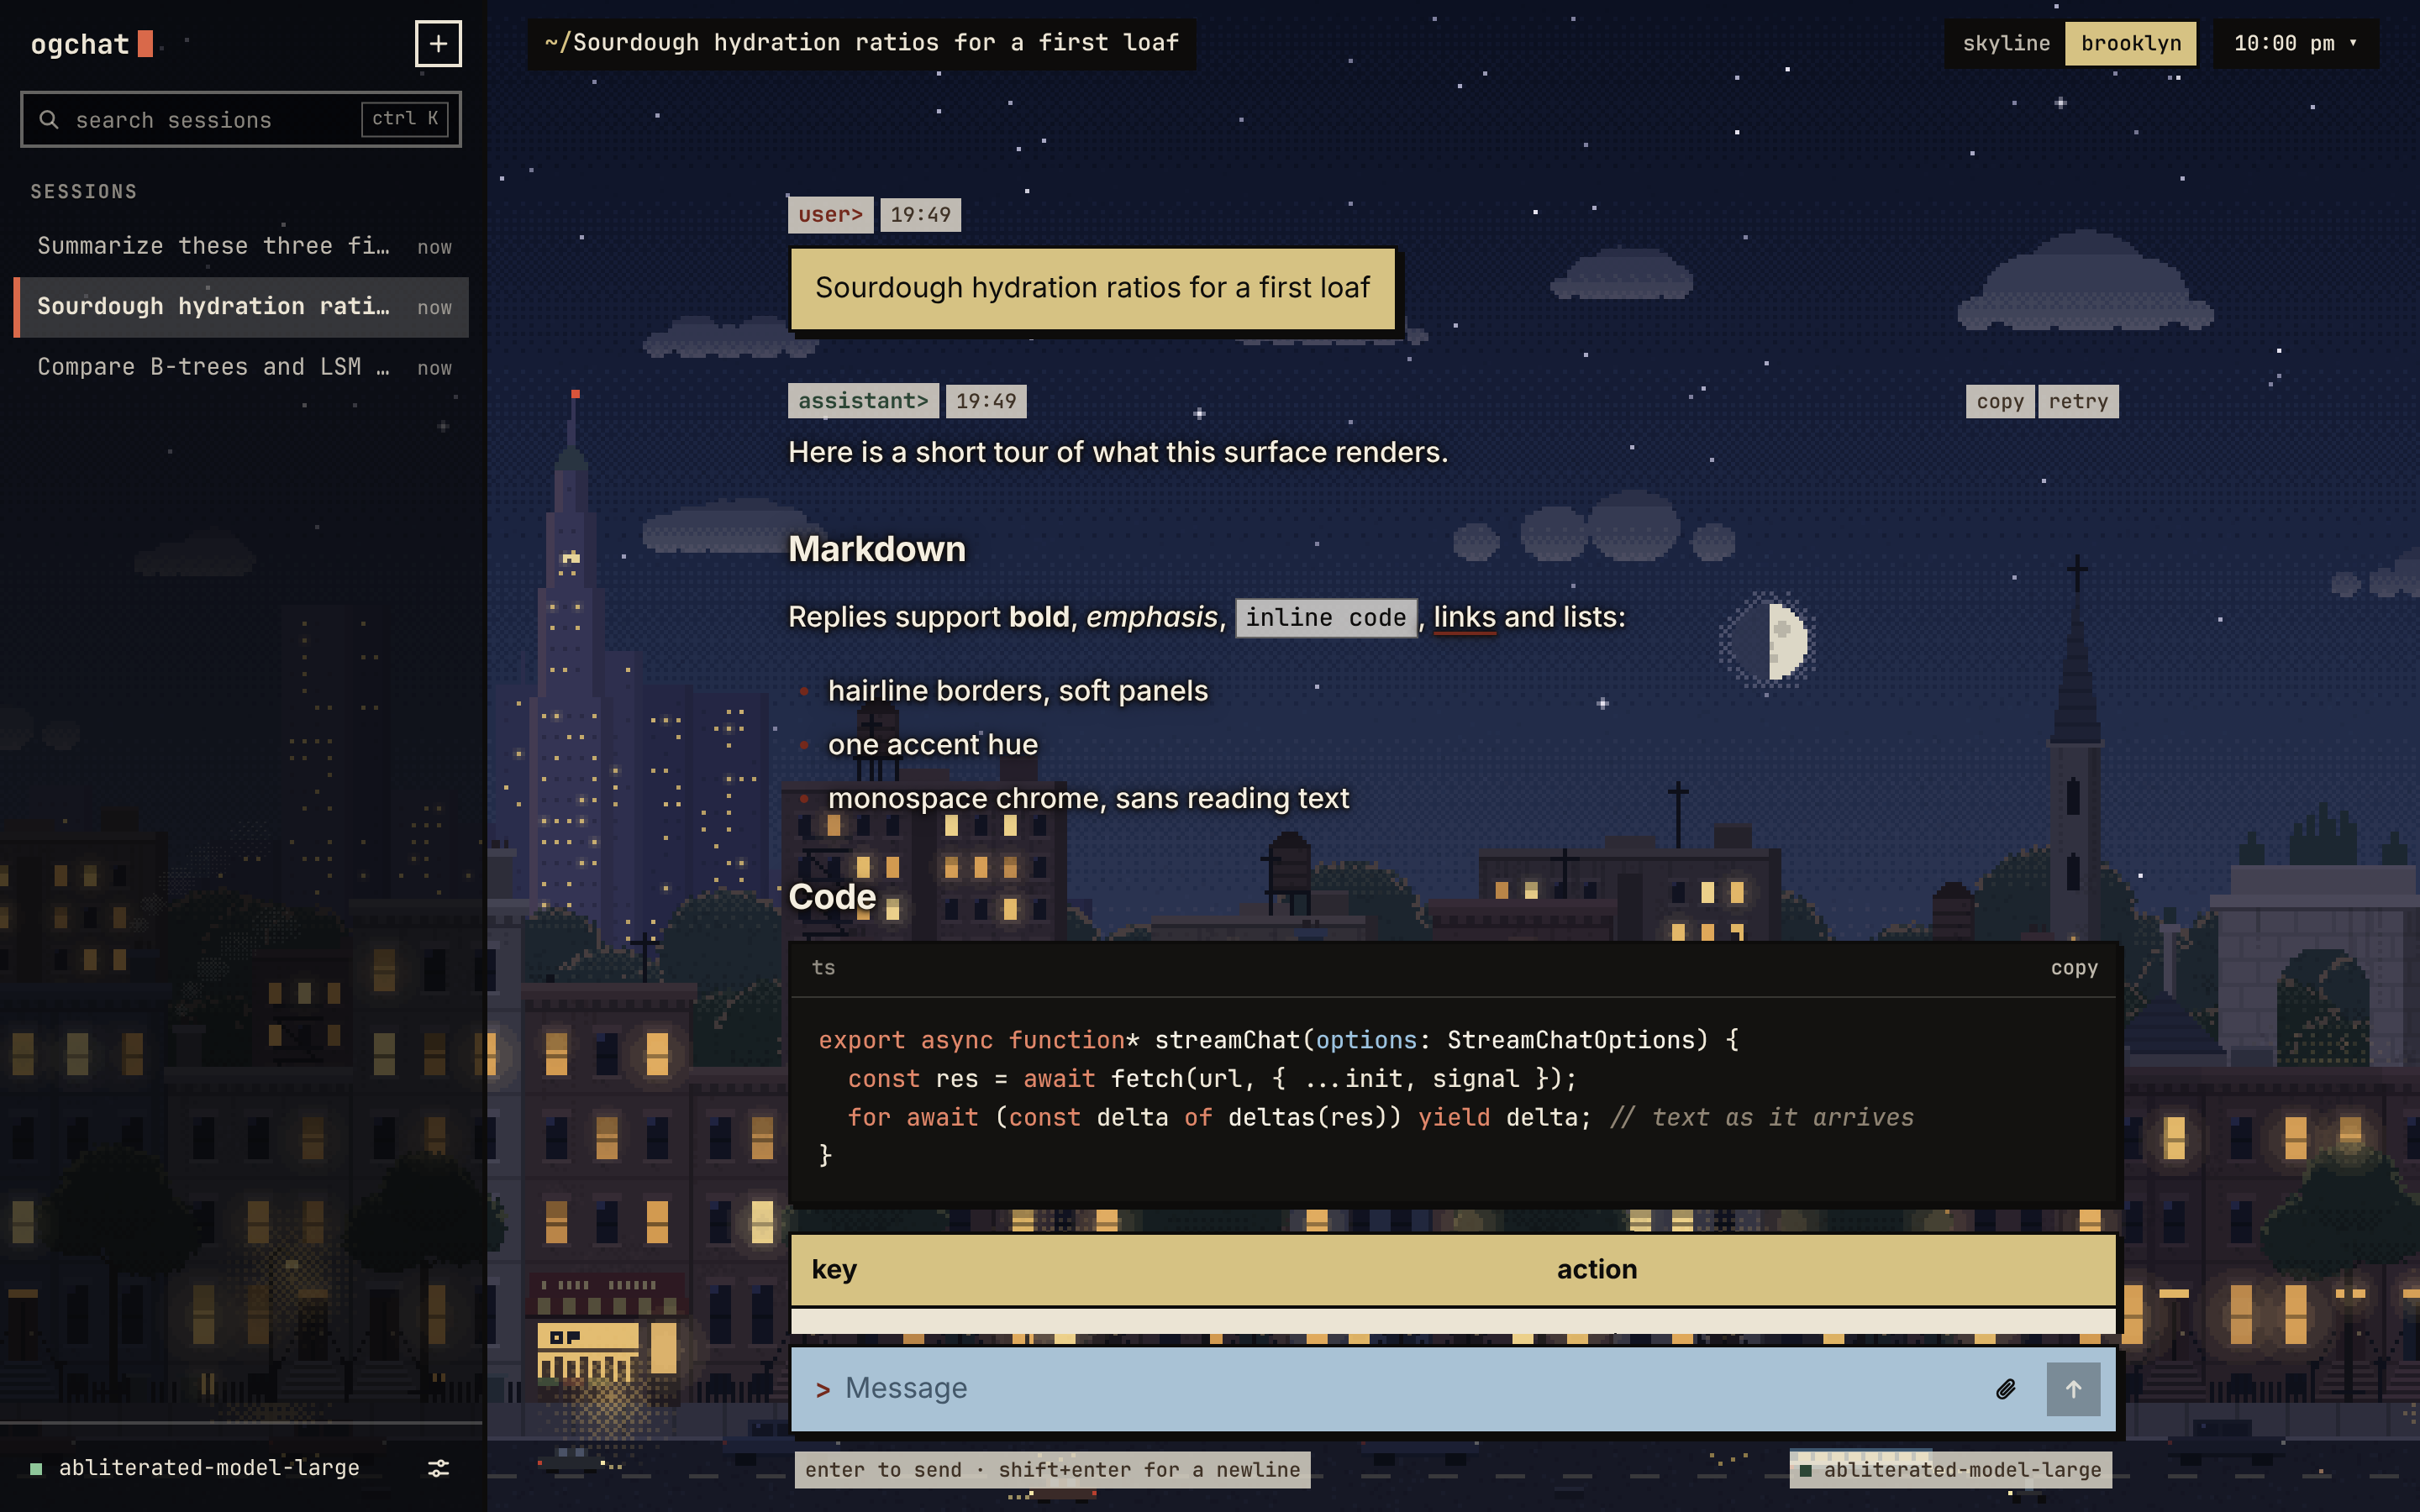 ogchat
+
search sessions ctrl K
SESSIONS
Summarize these three fi… now
Sourdough hydration rati… now
Compare B-trees and LSM … now
abliterated-model-large
~/Sourdough hydration ratios for a first loaf
skyline brooklyn 10:00 pm ▾
user> 19:49
Sourdough hydration ratios for a first loaf
assistant> 19:49 copy retry
Here is a short tour of what this surface renders.
Markdown
Replies support bold, emphasis, inline code, links and lists:
• hairline borders, soft panels
• one accent hue
• monospace chrome, sans reading text
Code
ts copy
export async function* streamChat(options: StreamChatOptions) {
  const res = await fetch(url, { ...init, signal });
  for await (const delta of deltas(res)) yield delta; // text as it arrives
}
key action
> Message
enter to send · shift+enter for a newline
abliterated-model-large